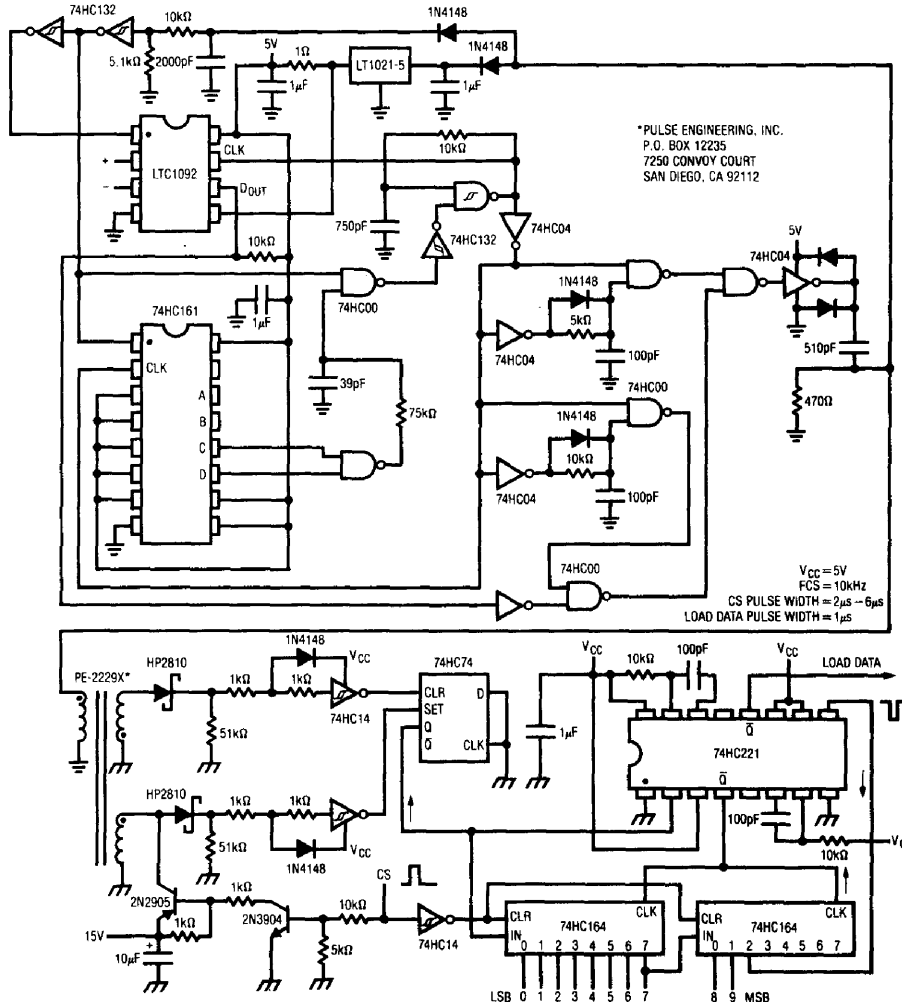 74HC132
10kΩ
1N4148
5.1kΩ
2000pF
5V
1Ω
1µF
LT1021-5
1µF
1N4148
*PULSE ENGINEERING, INC.
P.O. BOX 12235
7250 CONVOY COURT
SAN DIEGO, CA 92112
LTC1092
CLK
+
–
DOUT
10kΩ
10kΩ
750pF
74HC132
74HC04
74HC161
1µF
74HC00
1N4148
5kΩ
74HC04
100pF
74HC04
5V
510pF
470Ω
CLK
A
B
C
D
39pF
75kΩ
74HC00
1N4148
10kΩ
74HC04
100pF
74HC00
VCC = 5V
FCS = 10kHz
CS PULSE WIDTH = 2µs – 6µs
LOAD DATA PULSE WIDTH = 1µs
PE-2229X*
HP2810
51kΩ
1kΩ
1N4148
1kΩ
VCC
74HC14
74HC74
CLR
SET
Q
Q̅
D
CLK
VCC
1µF
10kΩ
100pF
VCC
LOAD DATA
Q̅
74HC221
Q̅
100pF
10kΩ
HP2810
51kΩ
1kΩ
1kΩ
1N4148
VCC
2N2905
1kΩ
1kΩ
15V
+
10µF
2N3904
10kΩ
5kΩ
CS
74HC14
CLR
IN
74HC164
CLK
0 1 2 3 4 5 6 7
CLR
IN
74HC164
CLK
0 1 2 3 4 5 6 7
LSB 0 1 2 3 4 5 6 7
8 9 MSB